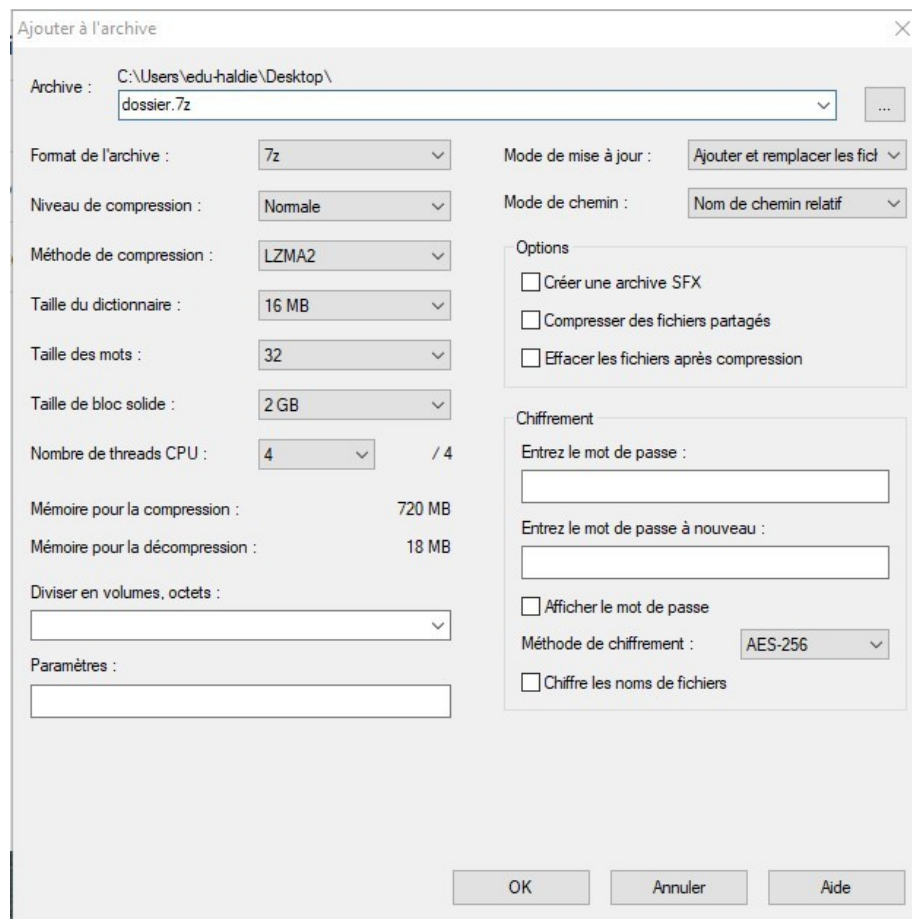 Ajouter à l'archive
Archive :
C:\Users\edu-haldie\Desktop\
dossier.7z
...
Format de l'archive :
7z
Niveau de compression :
Normale
Méthode de compression :
LZMA2
Taille du dictionnaire :
16 MB
Taille des mots :
32
Taille de bloc solide :
2 GB
Nombre de threads CPU :
4
/ 4
Mémoire pour la compression :
720 MB
Mémoire pour la décompression :
18 MB
Diviser en volumes, octets :
Paramètres :
Mode de mise à jour :
Ajouter et remplacer les fich
Mode de chemin :
Nom de chemin relatif
Options
Créer une archive SFX
Compresser des fichiers partagés
Effacer les fichiers après compression
Chiffrement
Entrez le mot de passe :
Entrez le mot de passe à nouveau :
Afficher le mot de passe
Méthode de chiffrement :
AES-256
Chiffre les noms de fichiers
OK
Annuler
Aide